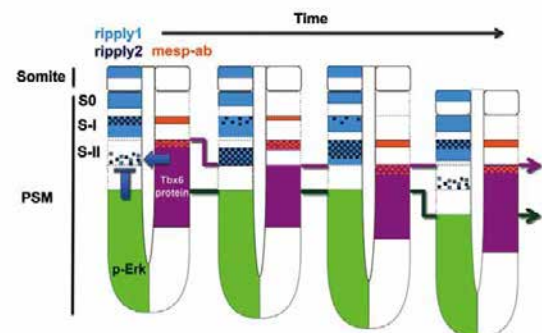 Time
ripply1
ripply2 mesp-ab
Somite
S0
S-I
S-II
PSM
Tbx6
protein
p-Erk